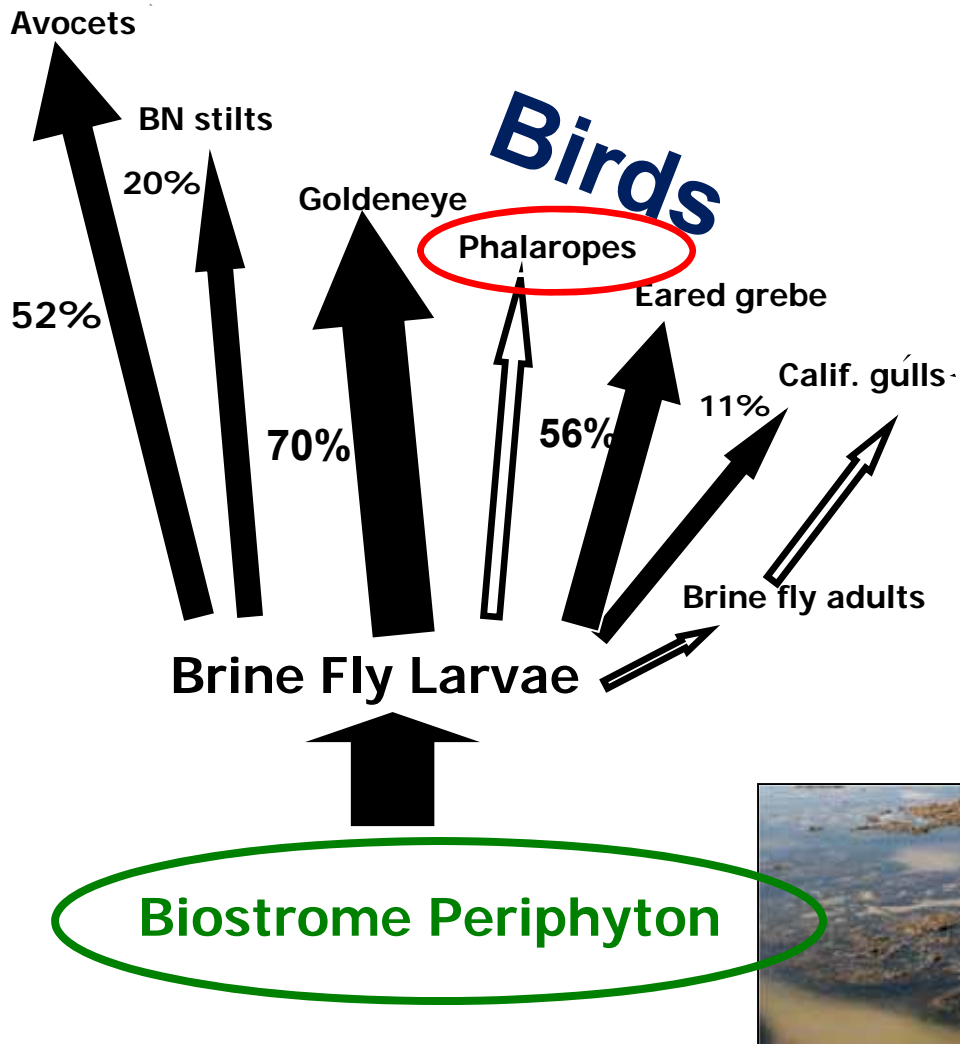 Avocets
BN stilts
Birds
20%
Goldeneye
Phalaropes
Eared grebe
52%
Calif. gulls
11%
70%
56%
Brine fly adults
Brine Fly Larvae
Biostrome Periphyton